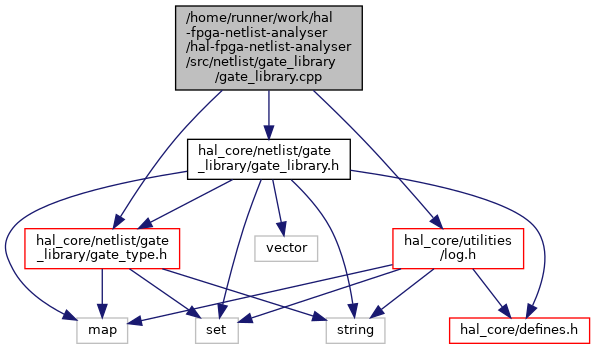 /home/runner/work/hal
-fpga-netlist-analyser
/hal-fpga-netlist-analyser
/src/netlist/gate_library
/gate_library.cpp
hal_core/netlist/gate
_library/gate_library.h
hal_core/netlist/gate
_library/gate_type.h
vector
hal_core/utilities
/log.h
map
set
string
hal_core/defines.h